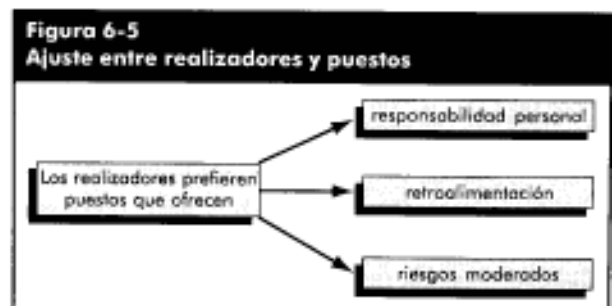 Figura 6-5
Ajuste entre realizadores y puestos
responsabilidad personal
Los realizadores prefieren
puestos que ofrecen
retroalimentación
riesgos moderados